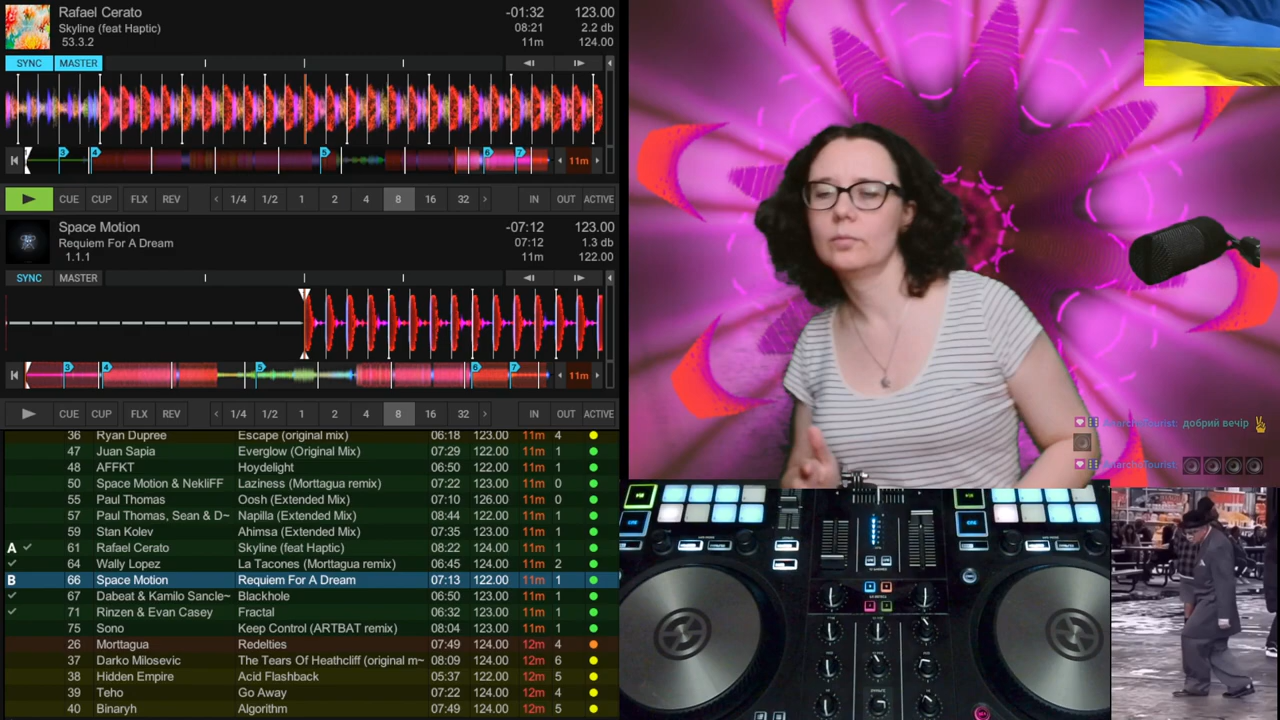 Rafael Cerato -01:32 123.00
Skyline (feat Haptic) 08:21 2.2 db
53.3.2 11m 124.00
SYNC MASTER
3 4 5 6 7 11m
CUE CUP FLX REV 1/4 1/2 1 2 4 8 16 32 IN OUT ACTIVE
Space Motion -07:12 123.00
Requiem For A Dream 07:12 1.3 db
1.1.1 11m 122.00
SYNC MASTER
3 4 5 6 7 11m
CUE CUP FLX REV 1/4 1/2 1 2 4 8 16 32 IN OUT ACTIVE
36 Ryan Dupree Escape (original mix) 06:18 123.00 11m 4
47 Juan Sapia Everglow (Original Mix) 07:29 122.00 11m 1
48 AFFKT Hoydelight 06:50 123.00 11m 1
50 Space Motion & NekliFF Laziness (Morttagua remix) 07:22 123.00 11m 0
55 Paul Thomas Oosh (Extended Mix) 07:10 126.00 11m 0
57 Paul Thomas, Sean & D~ Napilla (Extended Mix) 08:44 122.00 11m 1
59 Stan Kolev Ahimsa (Extended Mix) 07:35 123.00 11m 1
A 61 Rafael Cerato Skyline (feat Haptic) 08:22 124.00 11m 1
64 Wally Lopez La Tacones (Morttagua remix) 06:45 124.00 11m 2
B 66 Space Motion Requiem For A Dream 07:13 122.00 11m 1
67 Dabeat & Kamilo Sancle~ Blackhole 06:50 123.00 11m 1
71 Rinzen & Evan Casey Fractal 06:32 123.00 11m 1
75 Sono Keep Control (ARTBAT remix) 08:04 123.00 11m 1
26 Morttagua Redelties 07:49 124.00 12m 4
37 Darko Milosevic The Tears Of Heathcliff (original m~ 08:09 124.00 12m 6
38 Hidden Empire Acid Flashback 05:37 122.00 12m 5
39 Teho Go Away 07:22 124.00 12m 4
40 Binaryh Algorithm 07:49 124.00 12m 5
AnarchoTourist: добрий вечір
AnarchoTourist: